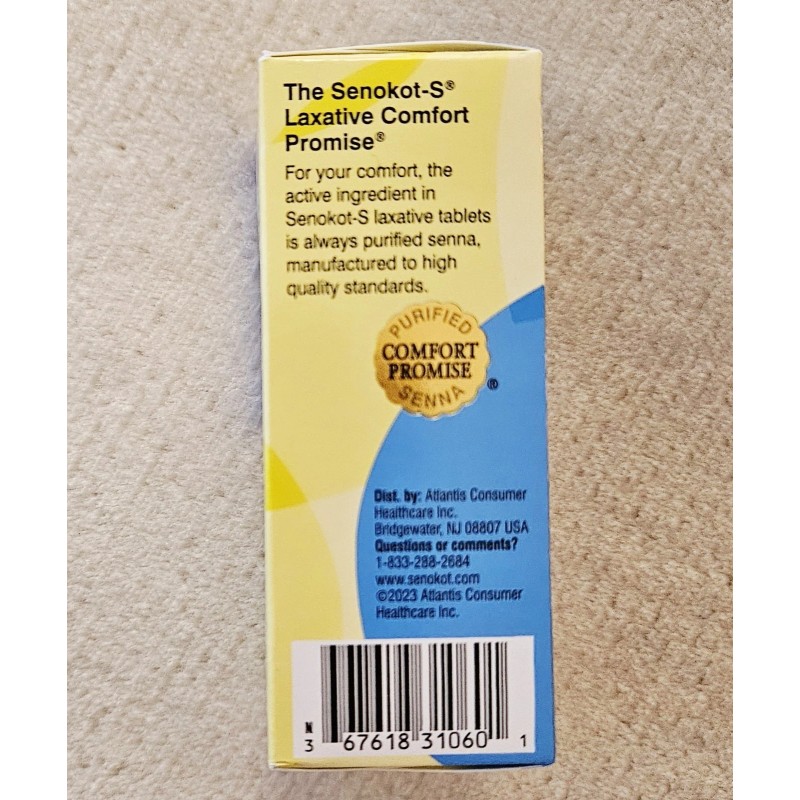 The Senokot-S®
Laxative Comfort
Promise®
For your comfort, the
active ingredient in
Senokot-S laxative tablets
is always purified senna,
manufactured to high
quality standards.
PURIFIED
COMFORT
PROMISE
SENNA
®
Dist. by: Atlantis Consumer
Healthcare Inc.
Bridgewater, NJ 08807 USA
Questions or comments?
1-833-288-2684
www.senokot.com
©2023 Atlantis Consumer
Healthcare Inc.
N
3 67618 31060 1